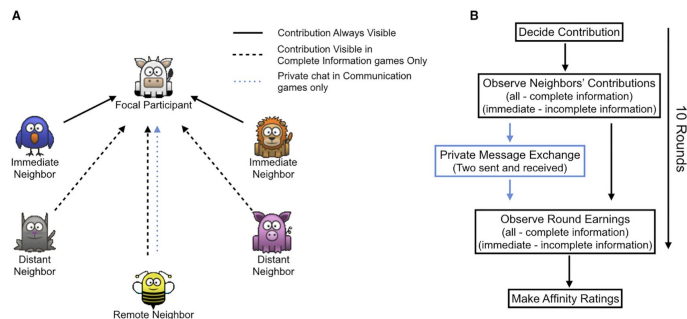 A
Contribution Always Visible
Contribution Visible in
Complete Information games Only
Private chat in Communication
games only
Focal Participant
Immediate
Neighbor
Immediate
Neighbor
Distant
Neighbor
Distant
Neighbor
Remote Neighbor
B
Decide Contribution
Observe Neighbors' Contributions
(all - complete information)
(immediate - incomplete information)
Private Message Exchange
(Two sent and received)
Observe Round Earnings
(all - complete information)
(immediate - incomplete information)
Make Affinity Ratings
10 Rounds